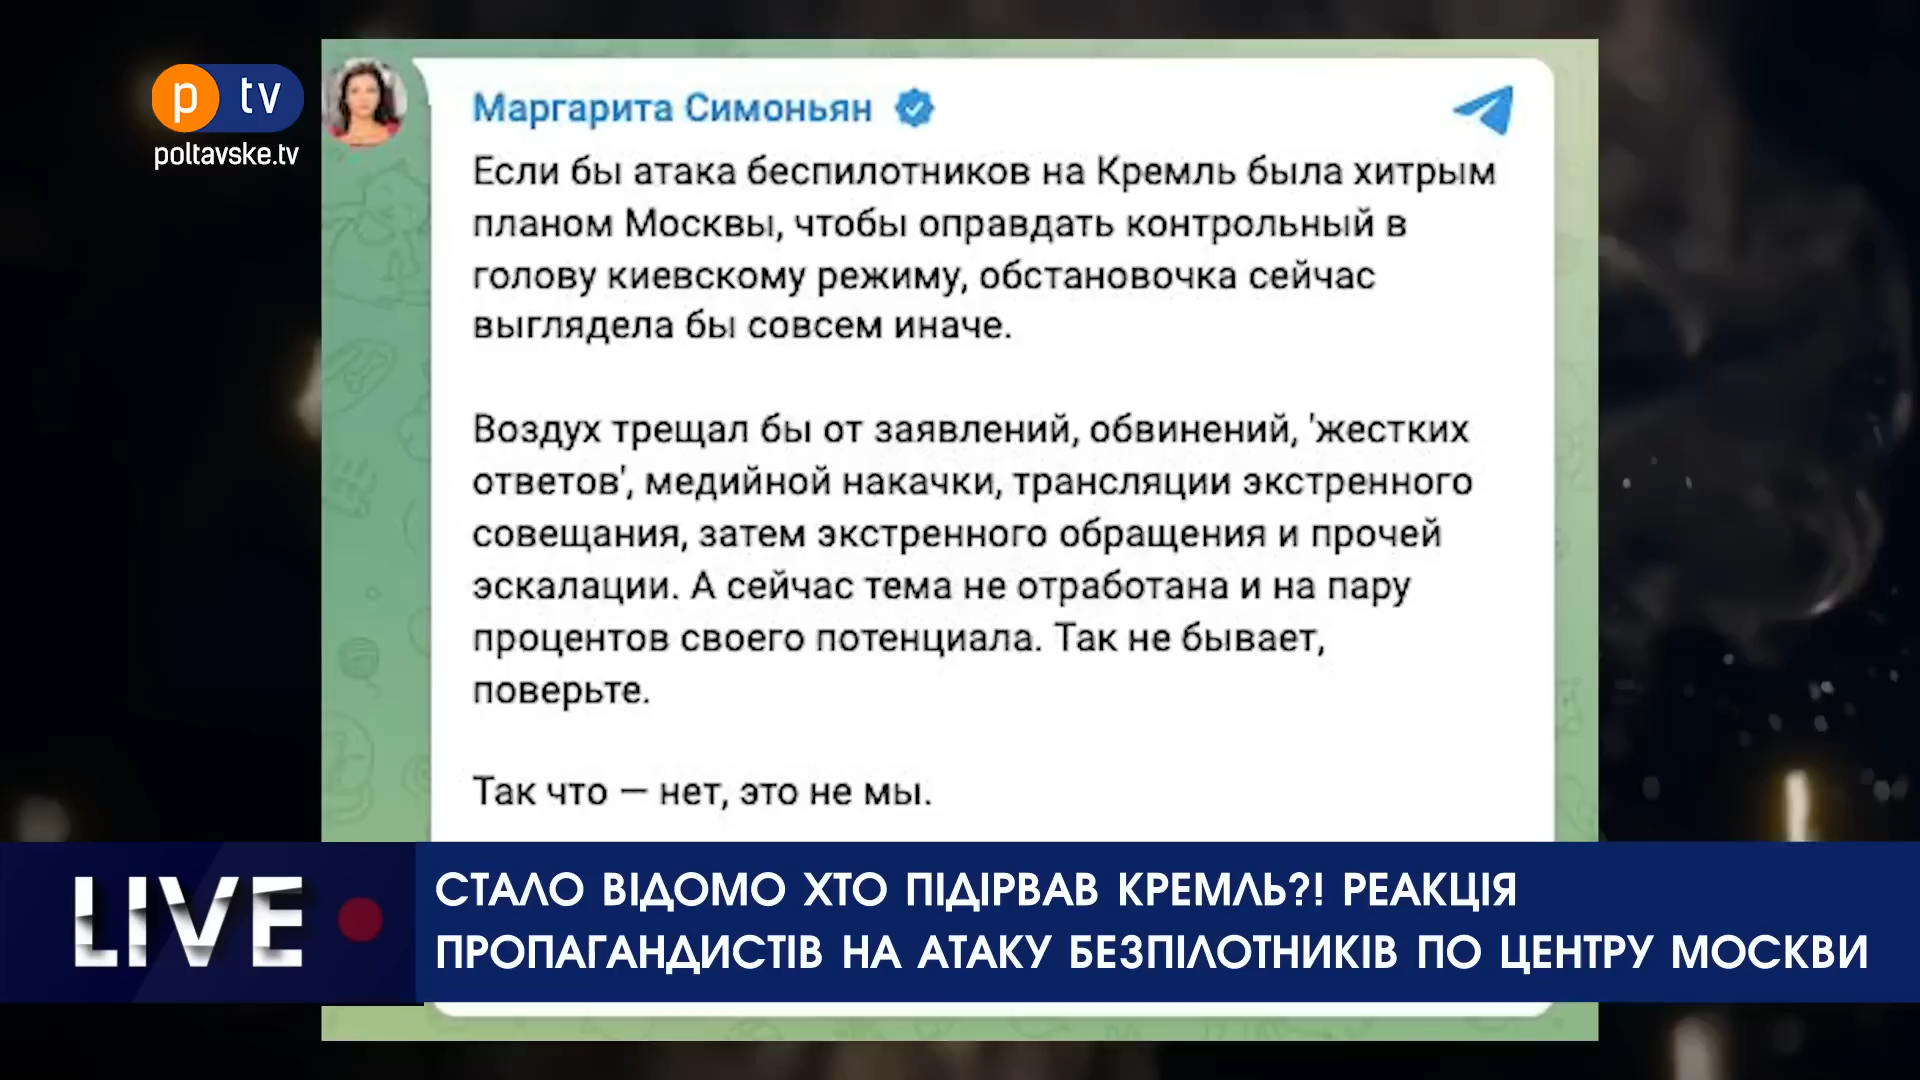 p tv
poltavske.tv
Маргарита Симоньян
Если бы атака беспилотников на Кремль была хитрым
планом Москвы, чтобы оправдать контрольный в
голову киевскому режиму, обстановочка сейчас
выглядела бы совсем иначе.
Воздух трещал бы от заявлений, обвинений, 'жестких
ответов', медийной накачки, трансляции экстренного
совещания, затем экстренного обращения и прочей
эскалации. А сейчас тема не отработана и на пару
процентов своего потенциала. Так не бывает,
поверьте.
Так что — нет, это не мы.
LIVE
СТАЛО ВІДОМО ХТО ПІДІРВАВ КРЕМЛЬ?! РЕАКЦІЯ
ПРОПАГАНДИСТІВ НА АТАКУ БЕЗПІЛОТНИКІВ ПО ЦЕНТРУ МОСКВИ